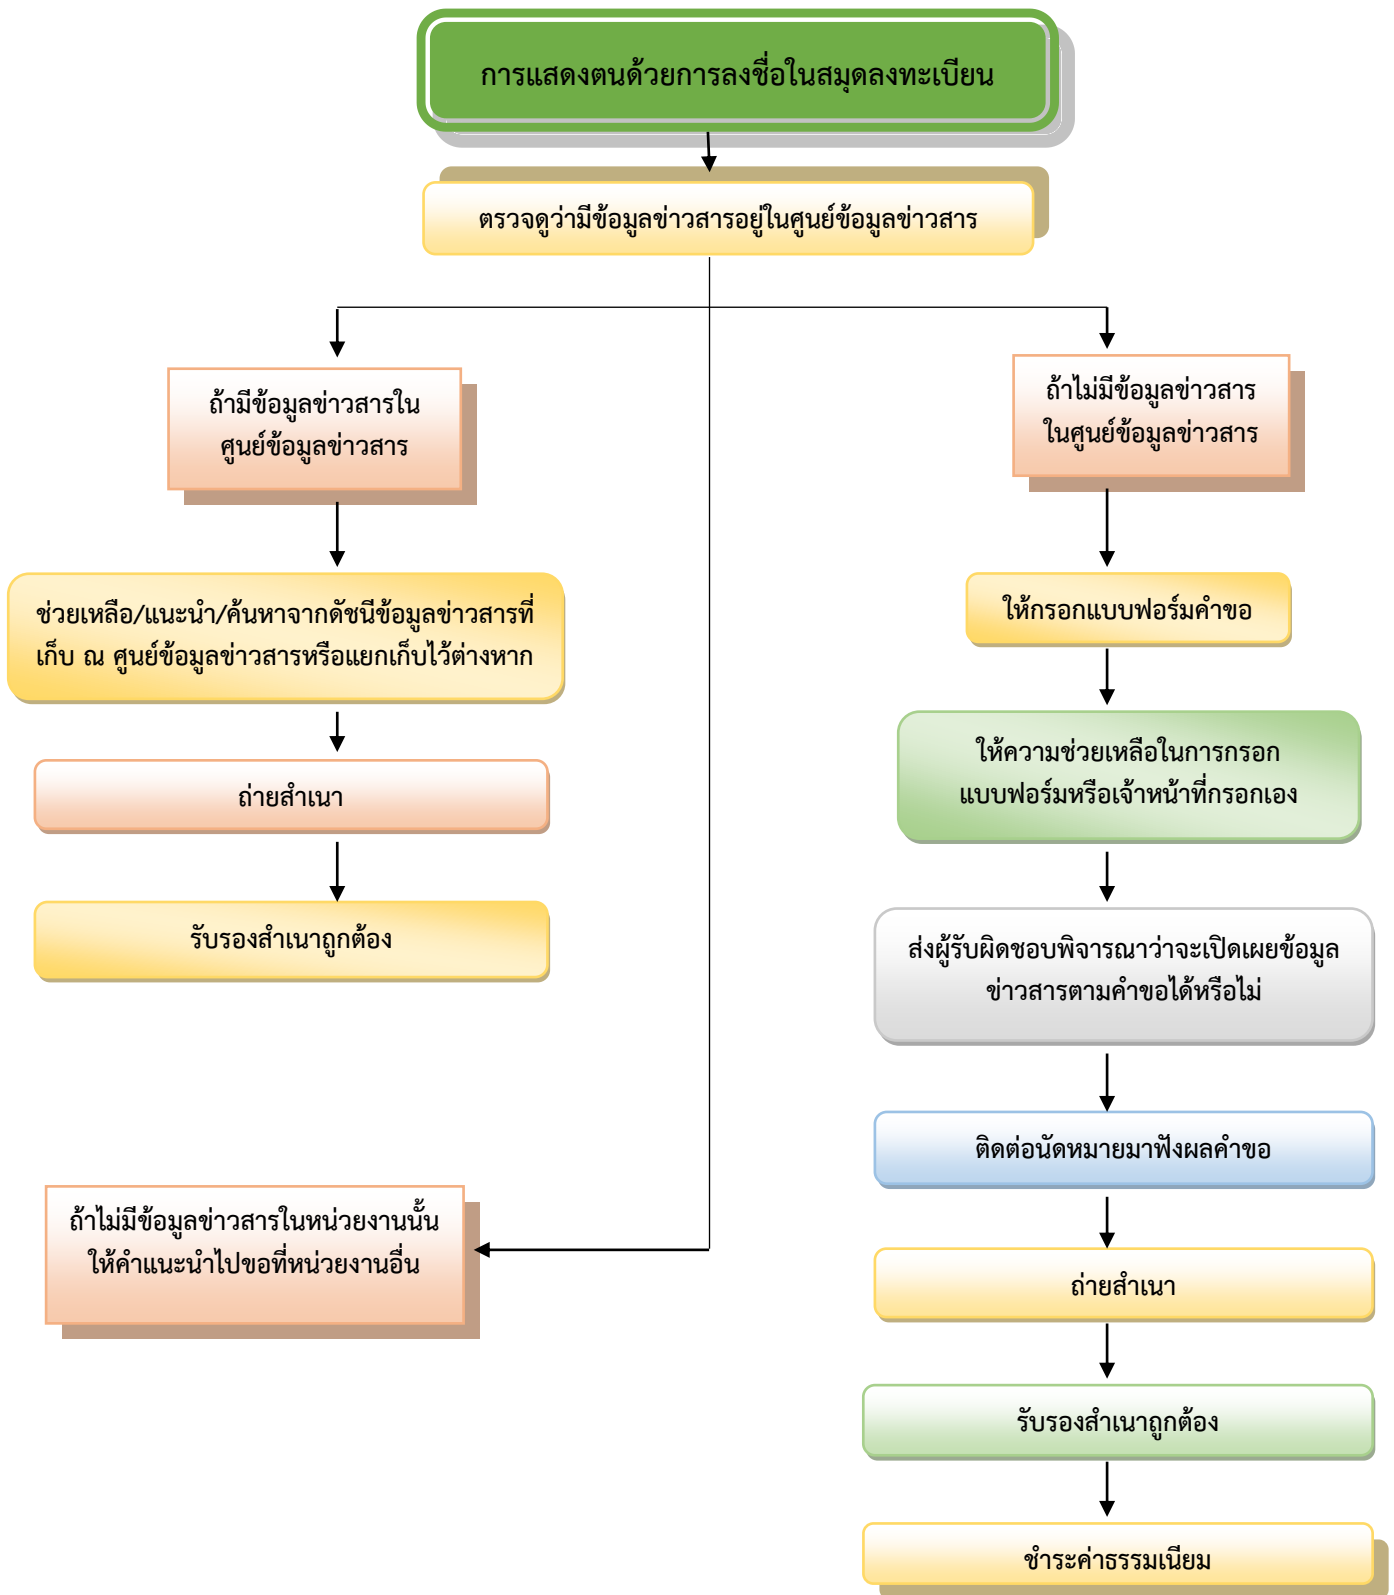 การแสดงตนด้วยการลงชื่อในสมุดลงทะเบียน
ตรวจดูว่ามีข้อมูลข่าวสารอยู่ในศูนย์ข้อมูลข่าวสาร
ถ้ามีข้อมูลข่าวสารใน
ศูนย์ข้อมูลข่าวสาร
ช่วยเหลือ/แนะนำ/ค้นหาจากดัชนีข้อมูลข่าวสารที่
เก็บ ณ ศูนย์ข้อมูลข่าวสารหรือแยกเก็บไว้ต่างหาก
ถ่ายสำเนา
รับรองสำเนาถูกต้อง
ถ้าไม่มีข้อมูลข่าวสารในหน่วยงานนั้น
ให้คำแนะนำไปขอที่หน่วยงานอื่น
ถ้าไม่มีข้อมูลข่าวสาร
ในศูนย์ข้อมูลข่าวสาร
ให้กรอกแบบฟอร์มคำขอ
ให้ความช่วยเหลือในการกรอก
แบบฟอร์มหรือเจ้าหน้าที่กรอกเอง
ส่งผู้รับผิดชอบพิจารณาว่าจะเปิดเผยข้อมูล
ข่าวสารตามคำขอได้หรือไม่
ติดต่อนัดหมายมาฟังผลคำขอ
ถ่ายสำเนา
รับรองสำเนาถูกต้อง
ชำระค่าธรรมเนียม